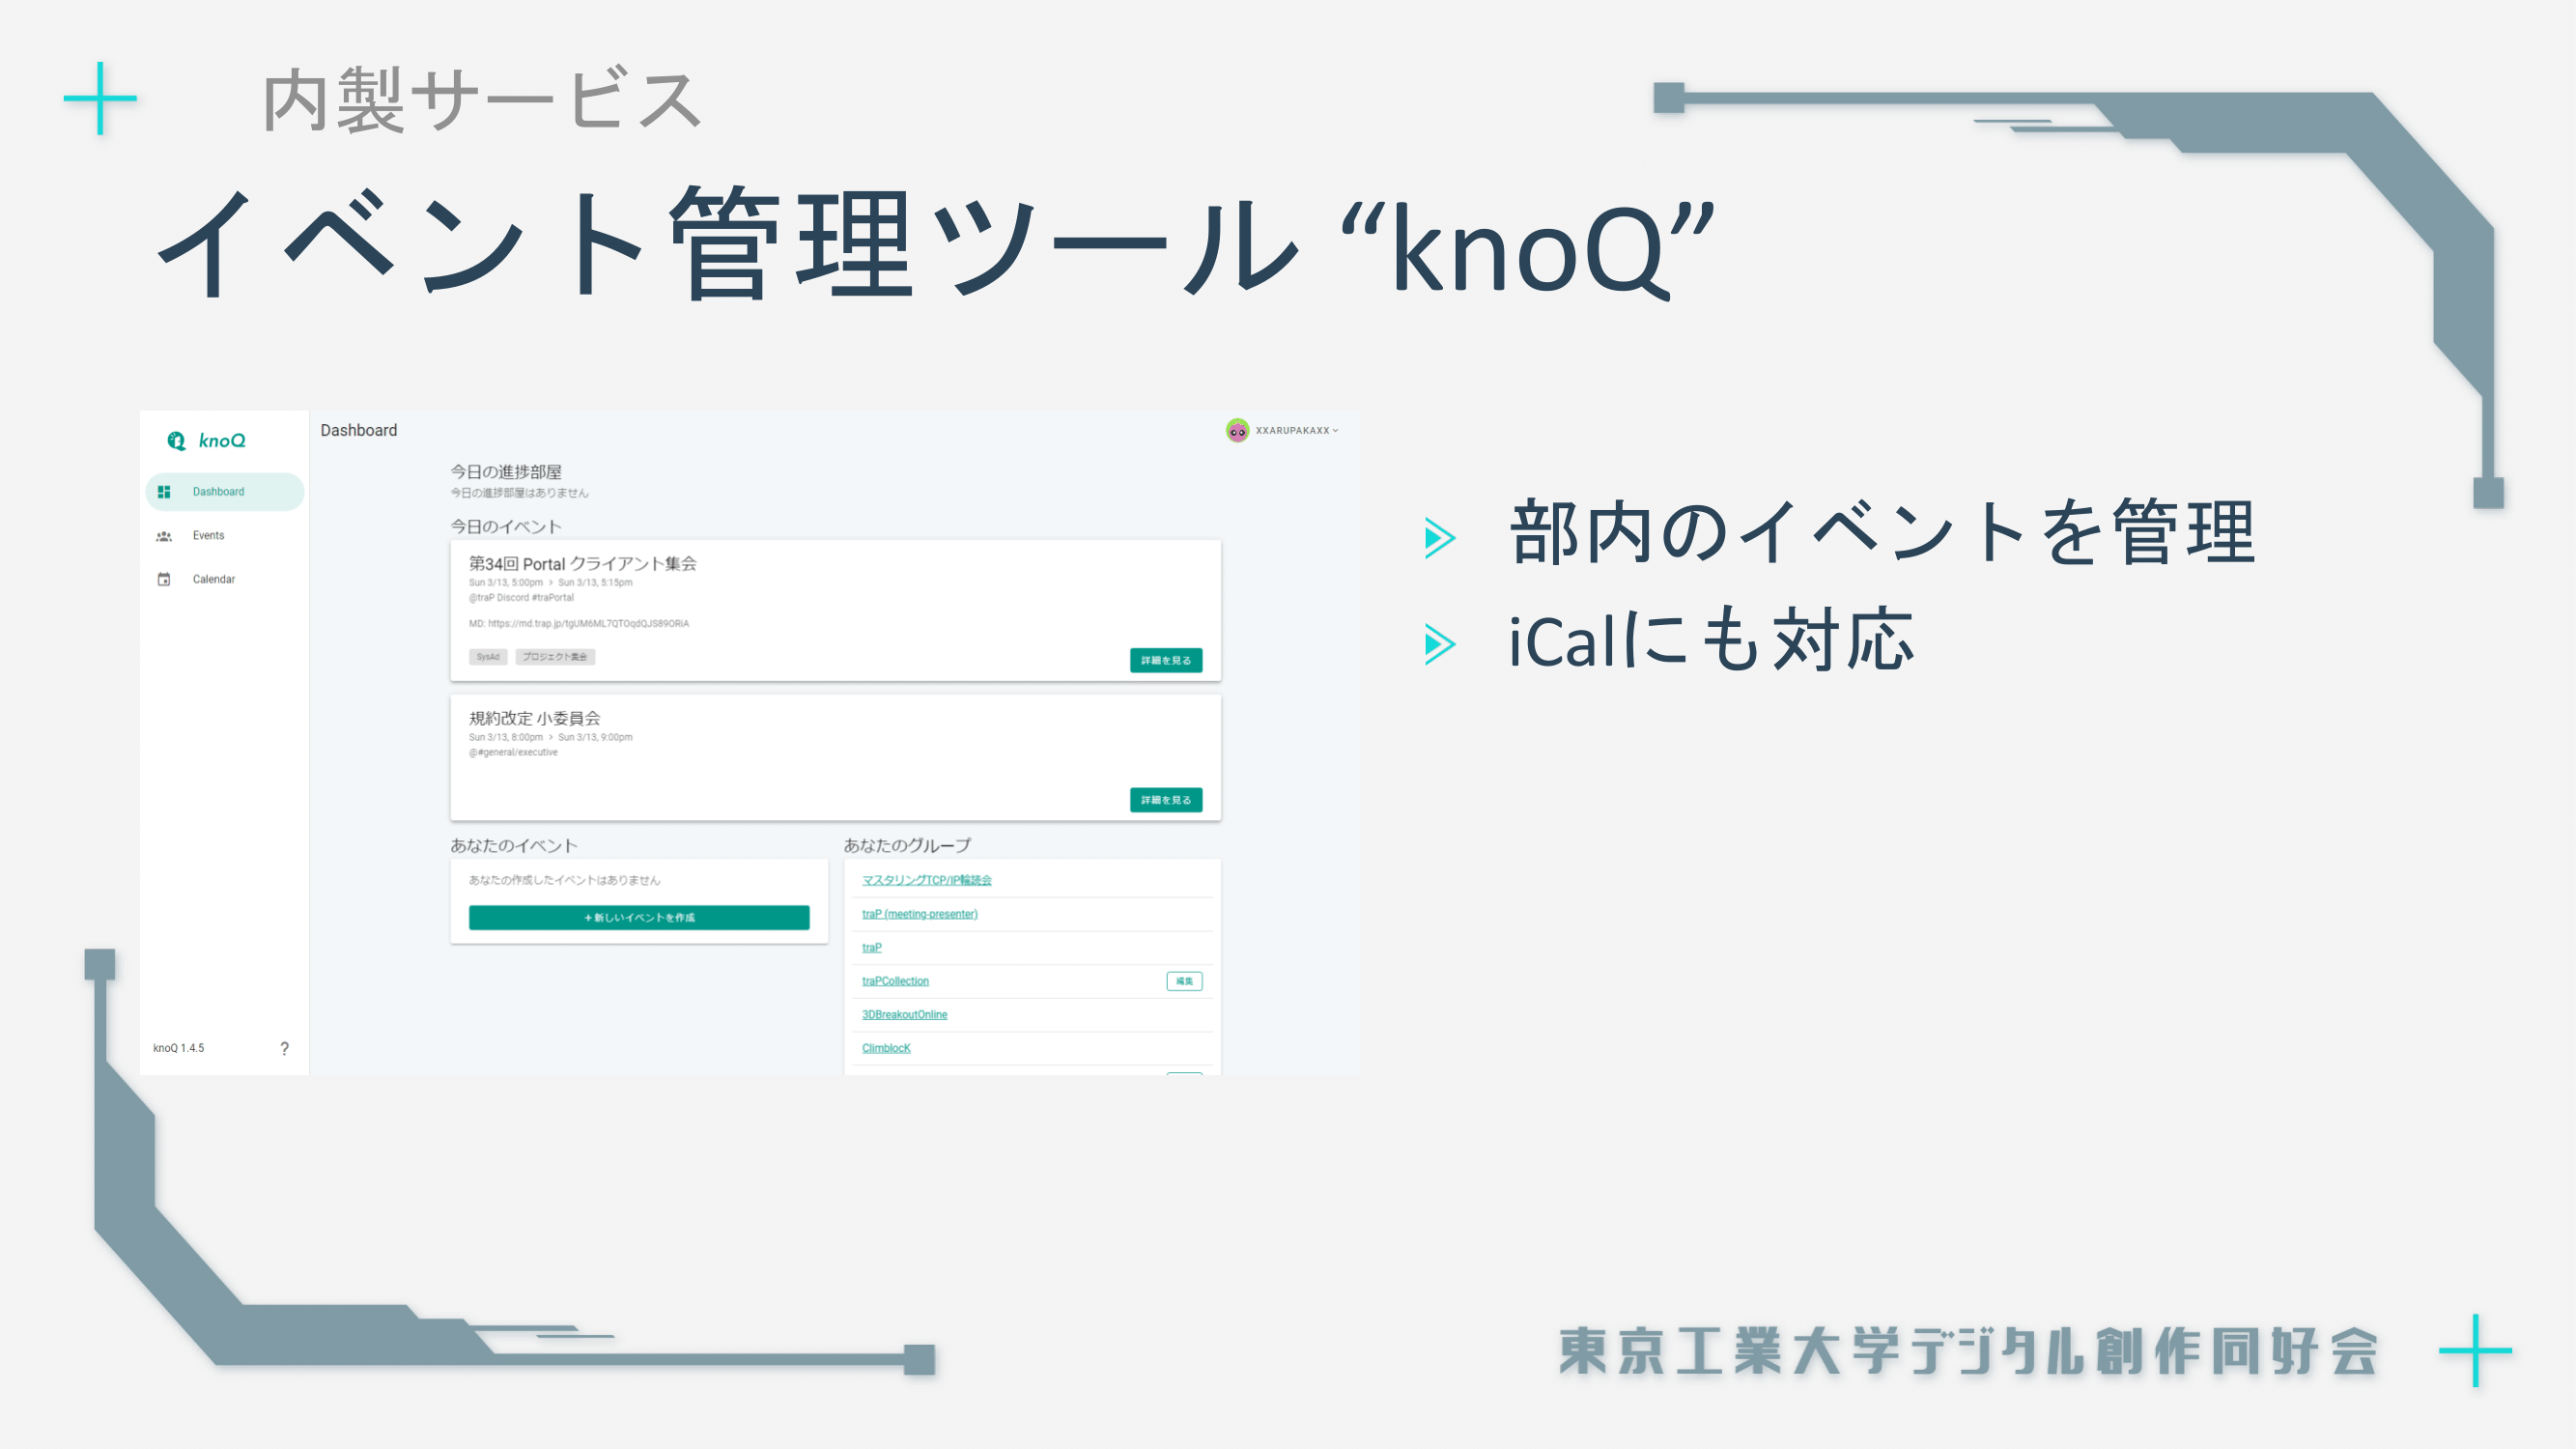 内製サービス
イベント管理ツール “knoQ”
knoQ
Dashboard
Events
Calendar
knoQ 1.4.5
?
Dashboard
XXARUPAKAXX
今日の進捗部屋
今日の進捗部屋はありません
今日のイベント
第34回 Portal クライアント集会
Sun 3/13, 5:00pm > Sun 3/13, 5:15pm
@traP Discord #traPortal
MD: https://md.trap.jp/tgUM6ML7QTOqdQJS89ORiA
SysAd プロジェクト集会
詳細を見る
規約改定 小委員会
Sun 3/13, 8:00pm > Sun 3/13, 9:00pm
@#general/executive
詳細を見る
あなたのイベント
あなたの作成したイベントはありません
+ 新しいイベントを作成
あなたのグループ
マスタリングTCP/IP輪読会
traP (meeting-presenter)
traP
traPCollection
編集
3DBreakoutOnline
ClimblocK
部内のイベントを管理
iCalにも対応
東京工業大学デジタル創作同好会